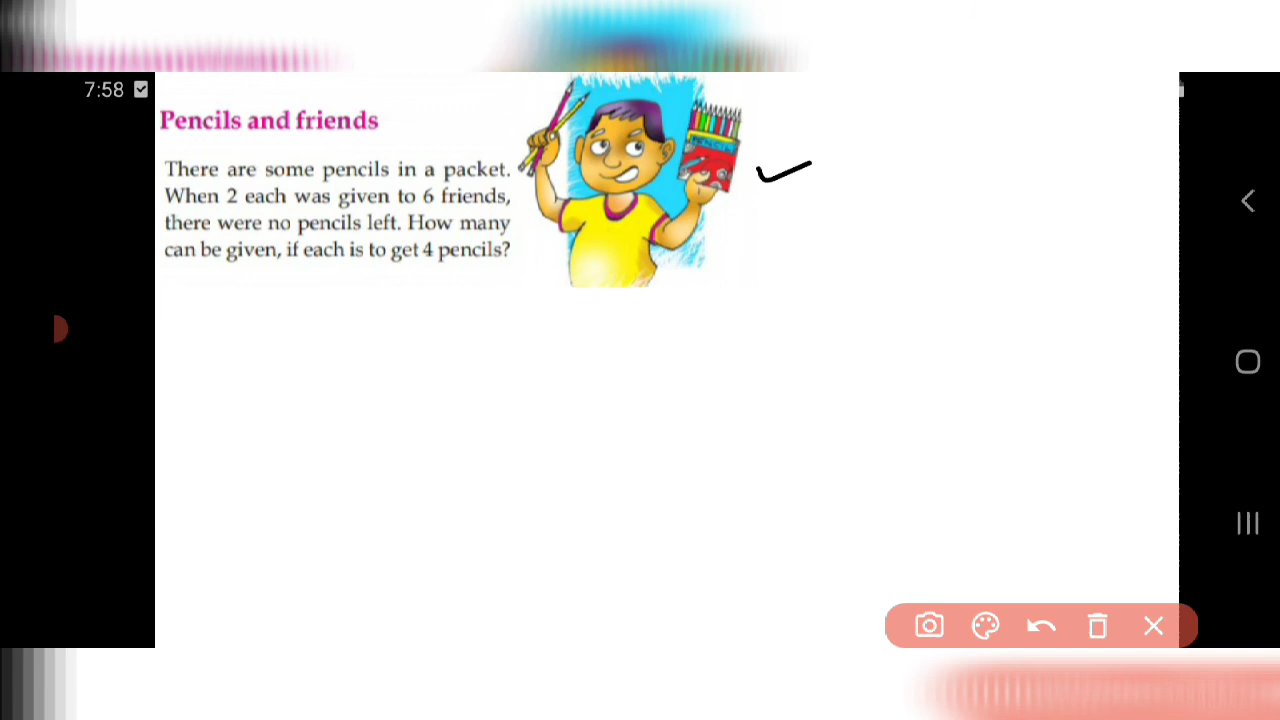 7:58
Pencils and friends
There are some pencils in a packet.
When 2 each was given to 6 friends,
there were no pencils left. How many
can be given, if each is to get 4 pencils?
PENCILS